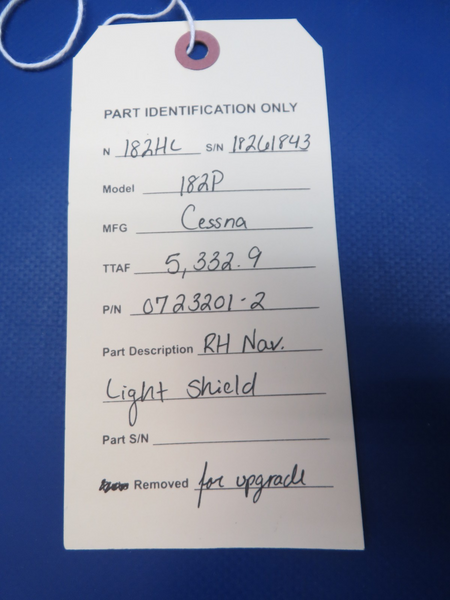 PART IDENTIFICATION ONLY
N 182HC S/N 18261843
Model 182P
MFG Cessna
TTAF 5,332.9
P/N 0723201-2
Part Description RH Nav.
Light Shield
Part S/N
Removed for upgrade